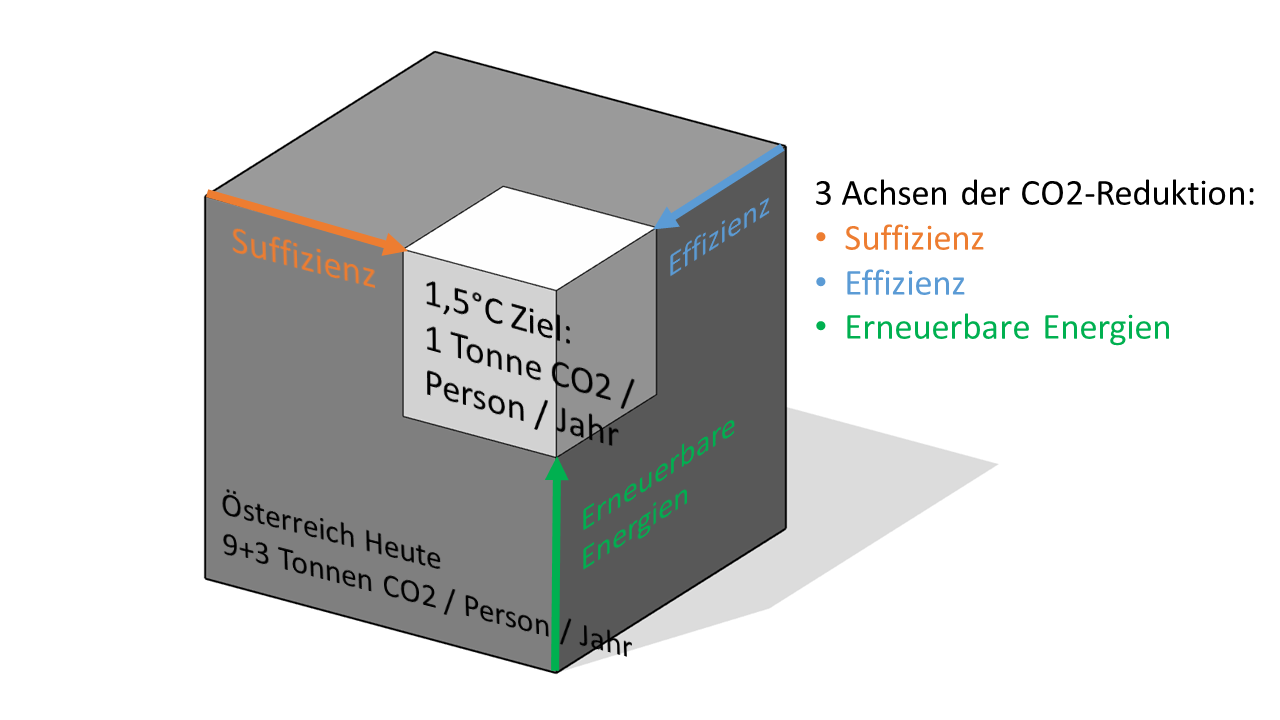 3 Achsen der CO2-Reduktion:
• Suffizienz
• Effizienz
• Erneuerbare Energien
Suffizienz
Effizienz
1,5°C Ziel:
1 Tonne CO2 /
Person / Jahr
Erneuerbare
Energien
Österreich Heute
9+3 Tonnen CO2 / Person / Jahr